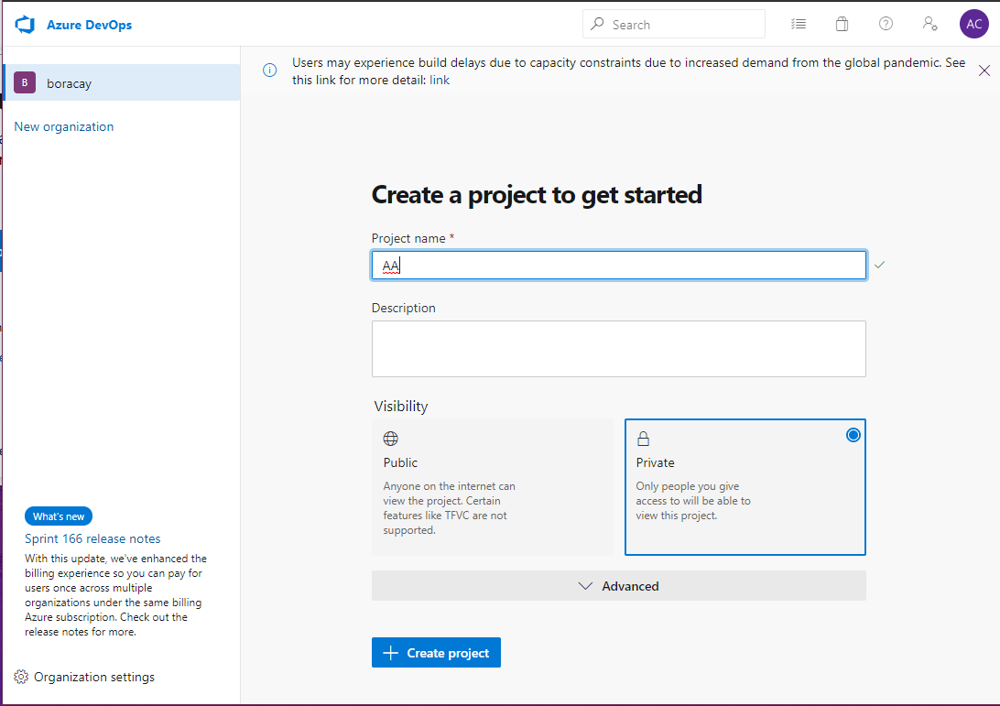 Azure DevOps
Search
AC
B
boracay
New organization
Users may experience build delays due to capacity constraints due to increased demand from the global pandemic. See
this link for more detail: link
Create a project to get started
Project name *
AA
Description
Visibility
Public
Anyone on the internet can
view the project. Certain
features like TFVC are not
supported.
Private
Only people you give
access to will be able to
view this project.
Advanced
Create project
What's new
Sprint 166 release notes
With this update, we've enhanced the
billing experience so you can pay for
users once across multiple
organizations under the same billing
Azure subscription. Check out the
release notes for more.
Organization settings